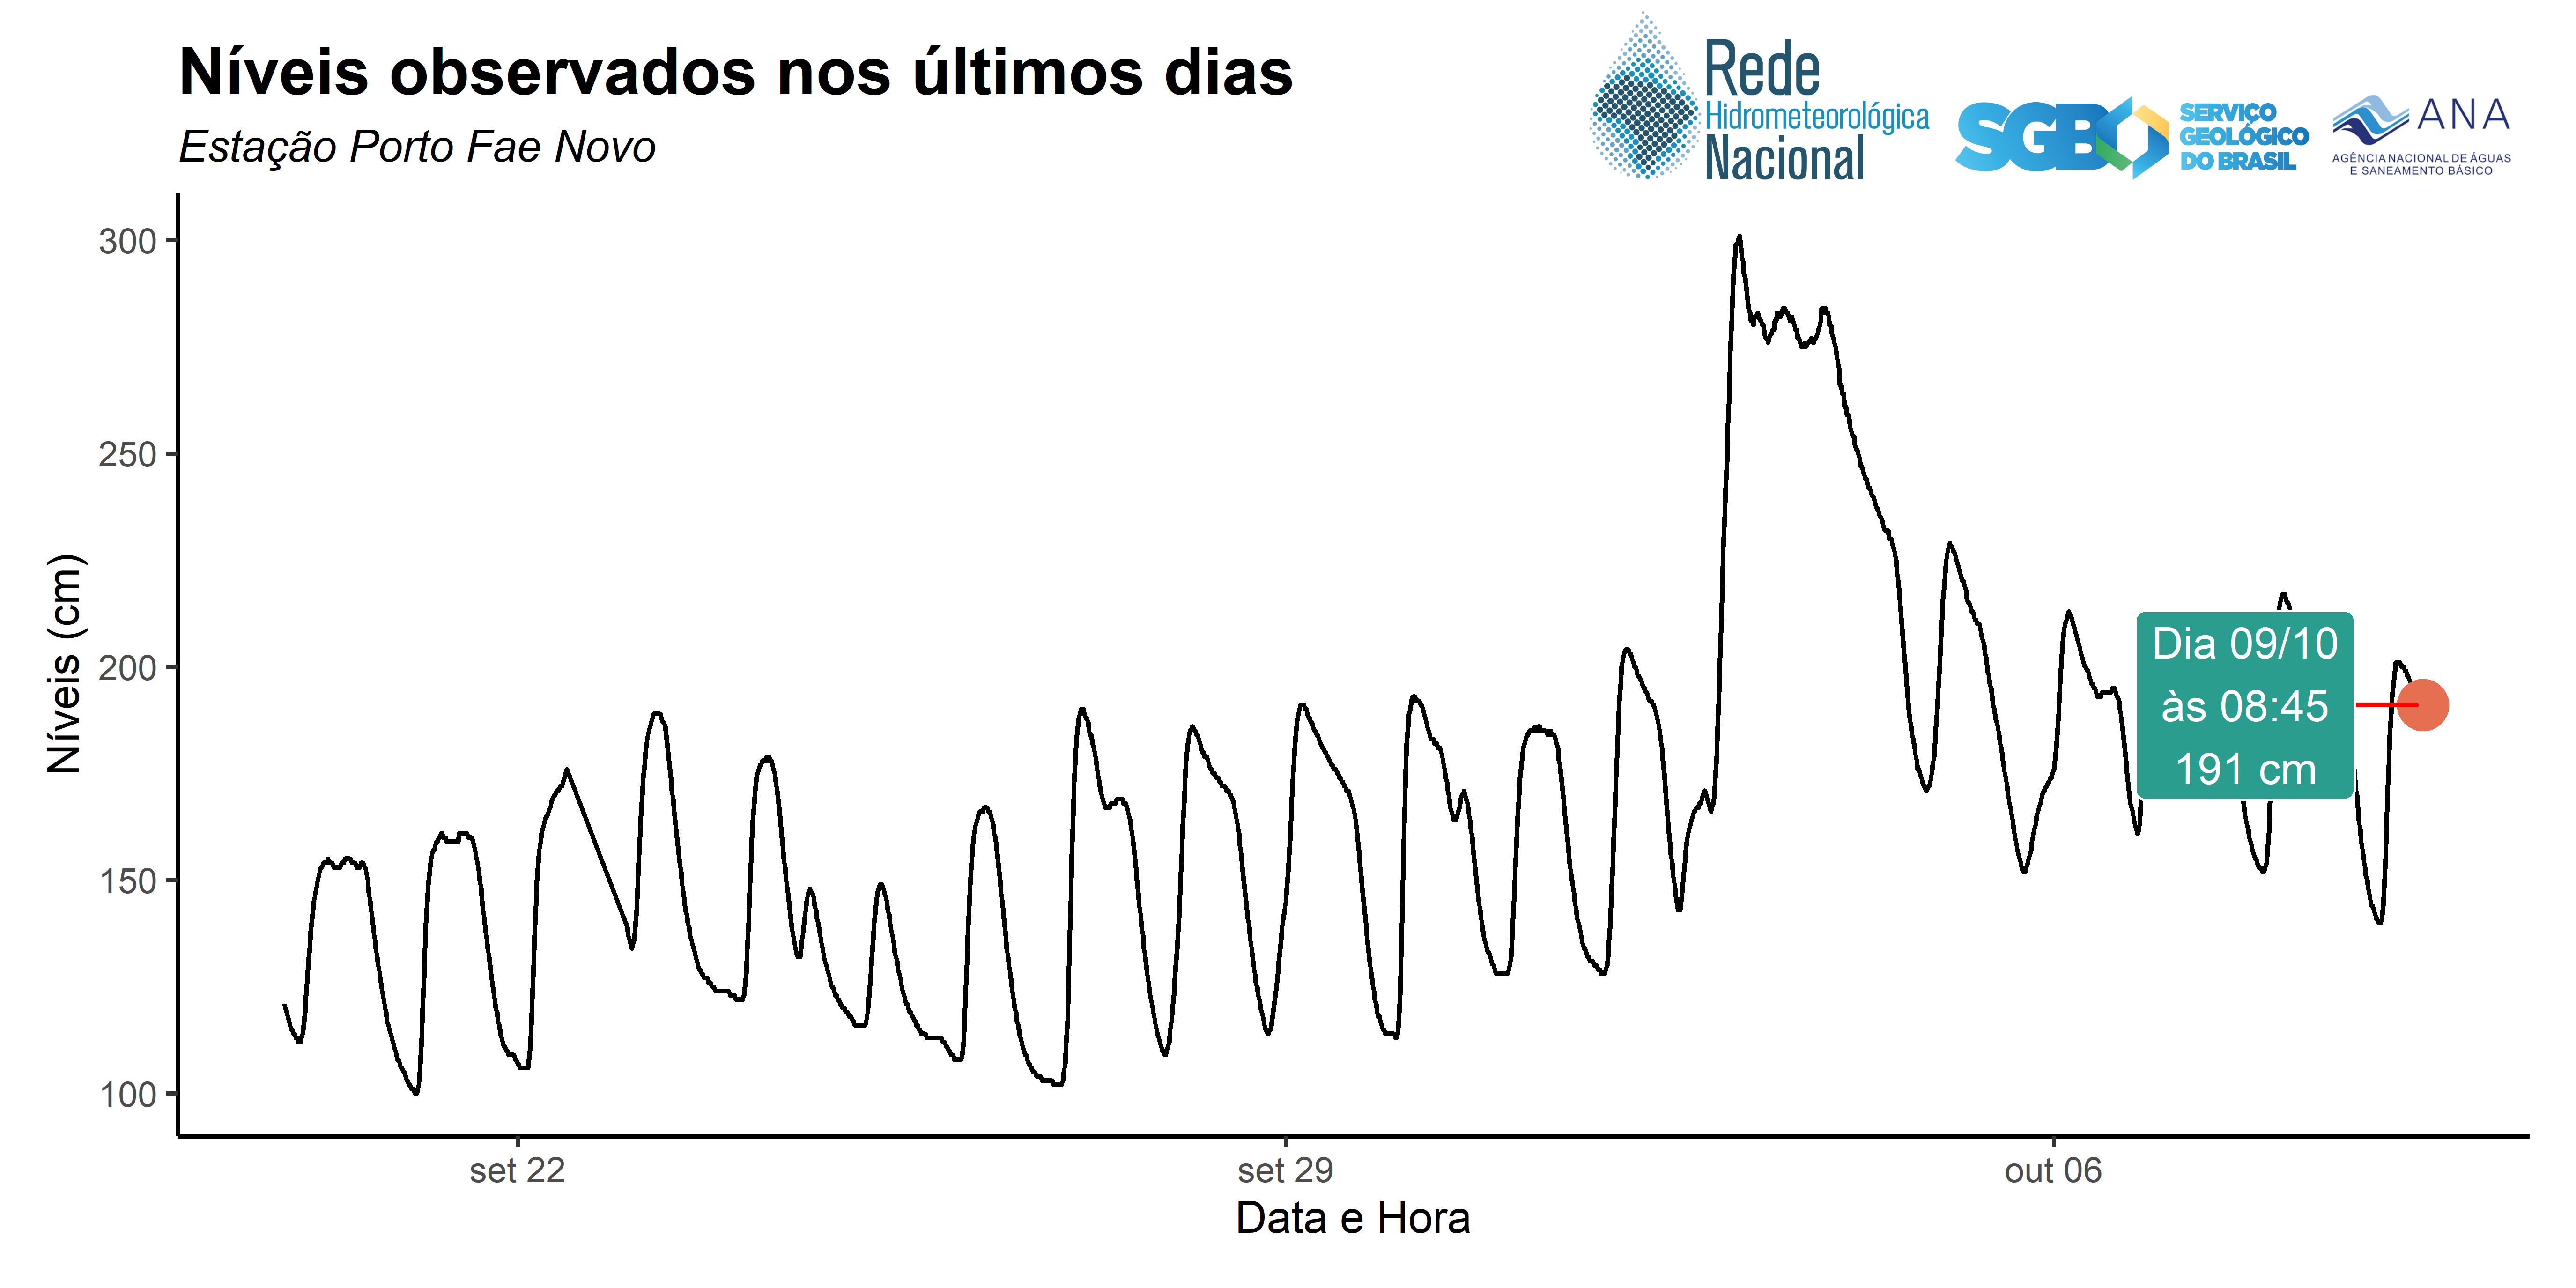 Níveis observados nos últimos dias
Estação Porto Fae Novo
Rede
Hidrometeorológica
Nacional
SGB
SERVIÇO
GEOLÓGICO
DO BRASIL
ANA
AGÊNCIA NACIONAL DE ÁGUAS
E SANEAMENTO BÁSICO
Níveis (cm)
300
250
200
150
100
Dia 09/10
às 08:45
191 cm
set 22
set 29
out 06
Data e Hora